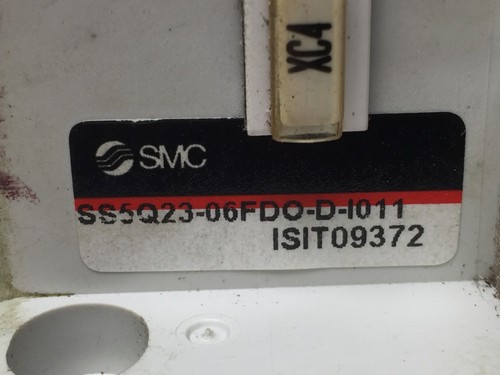 XC4
SMC
SS5Q23-06FDO-D-I011
ISIT09372